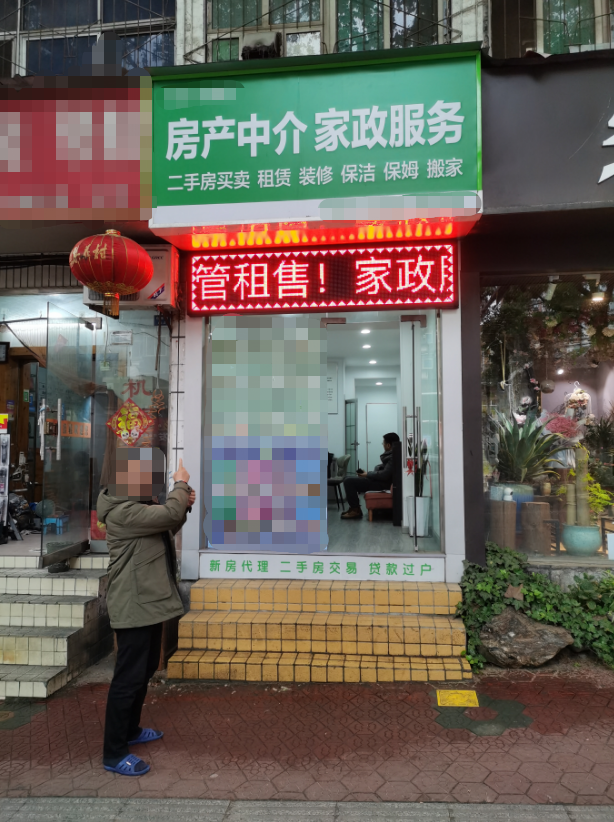 房产中介 家政服务
二手房买卖 租赁 装修 保洁 保姆 搬家
管租售！家政
机
新房代理 二手房交易 贷款过户